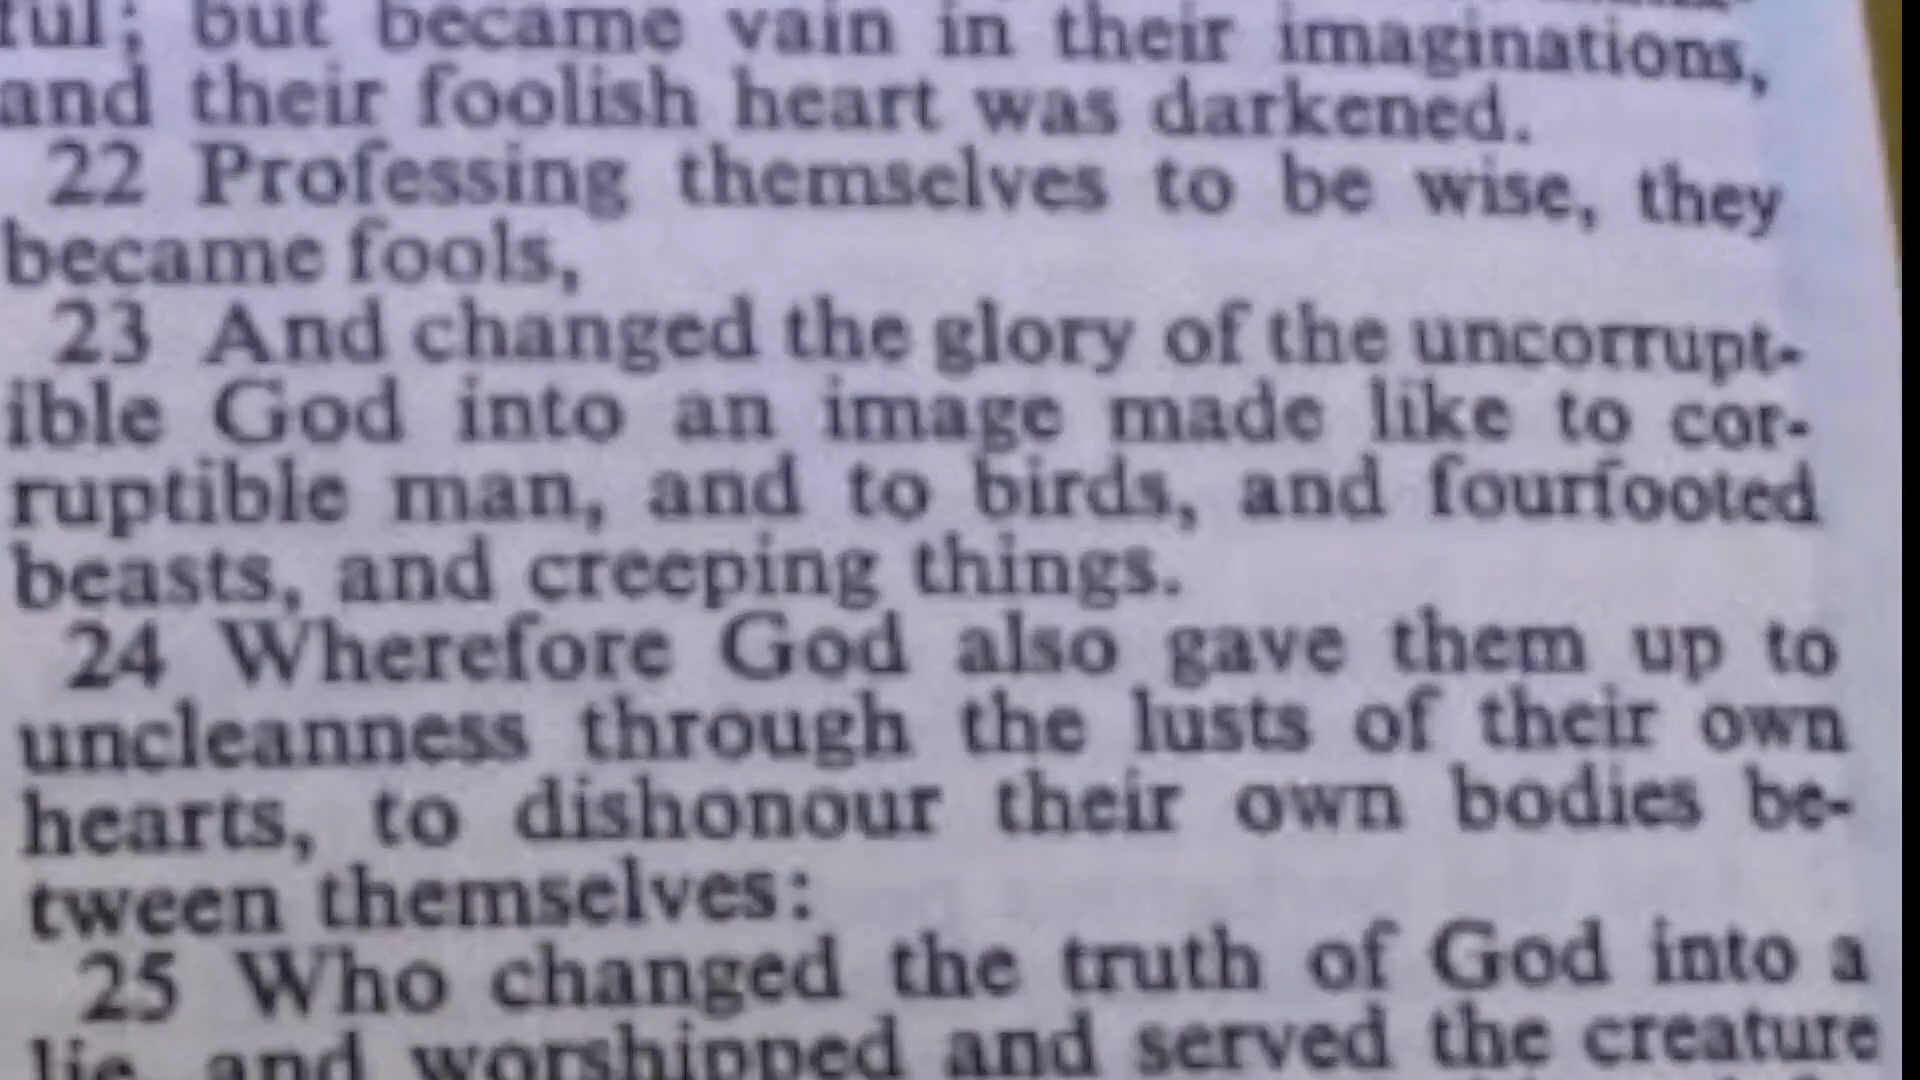 ful; but became vain in their imaginations,
and their foolish heart was darkened.
22 Professing themselves to be wise, they
became fools,
23 And changed the glory of the uncorrupt-
ible God into an image made like to cor-
ruptible man, and to birds, and fourfooted
beasts, and creeping things.
24 Wherefore God also gave them up to
uncleanness through the lusts of their own
hearts, to dishonour their own bodies be-
tween themselves:
25 Who changed the truth of God into a
lie, and worshipped and served the creature